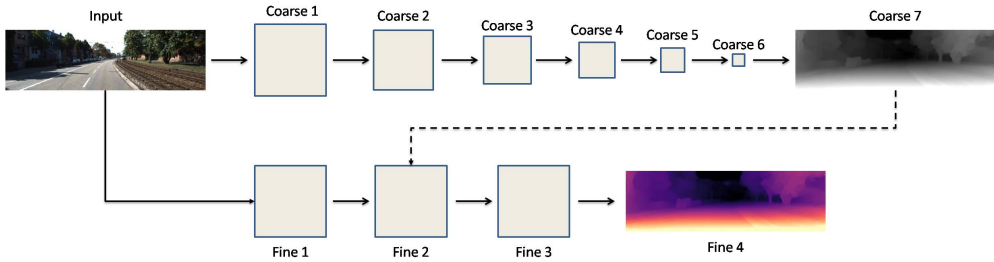 Input
Coarse 1
Coarse 2
Coarse 3
Coarse 4
Coarse 5
Coarse 6
Coarse 7
Fine 1
Fine 2
Fine 3
Fine 4